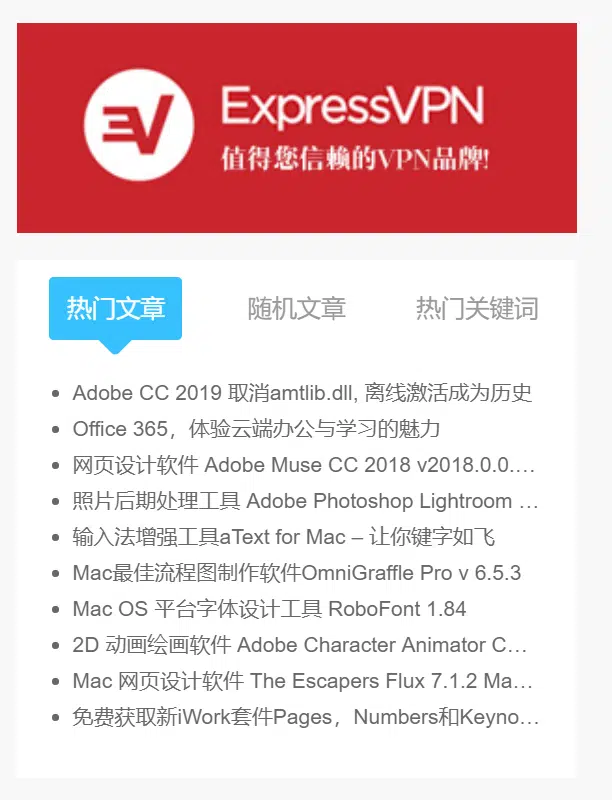 EV
ExpressVPN
值得您信赖的VPN品牌!
热门文章 随机文章 热门关键词
Adobe CC 2019 取消amtlib.dll, 离线激活成为历史
Office 365，体验云端办公与学习的魅力
网页设计软件 Adobe Muse CC 2018 v2018.0.0....
照片后期处理工具 Adobe Photoshop Lightroom ...
输入法增强工具aText for Mac – 让你键字如飞
Mac最佳流程图制作软件OmniGraffle Pro v 6.5.3
Mac OS 平台字体设计工具 RoboFont 1.84
2D 动画绘画软件 Adobe Character Animator C...
Mac 网页设计软件 The Escapers Flux 7.1.2 Ma...
免费获取新iWork套件Pages，Numbers和Keyno...